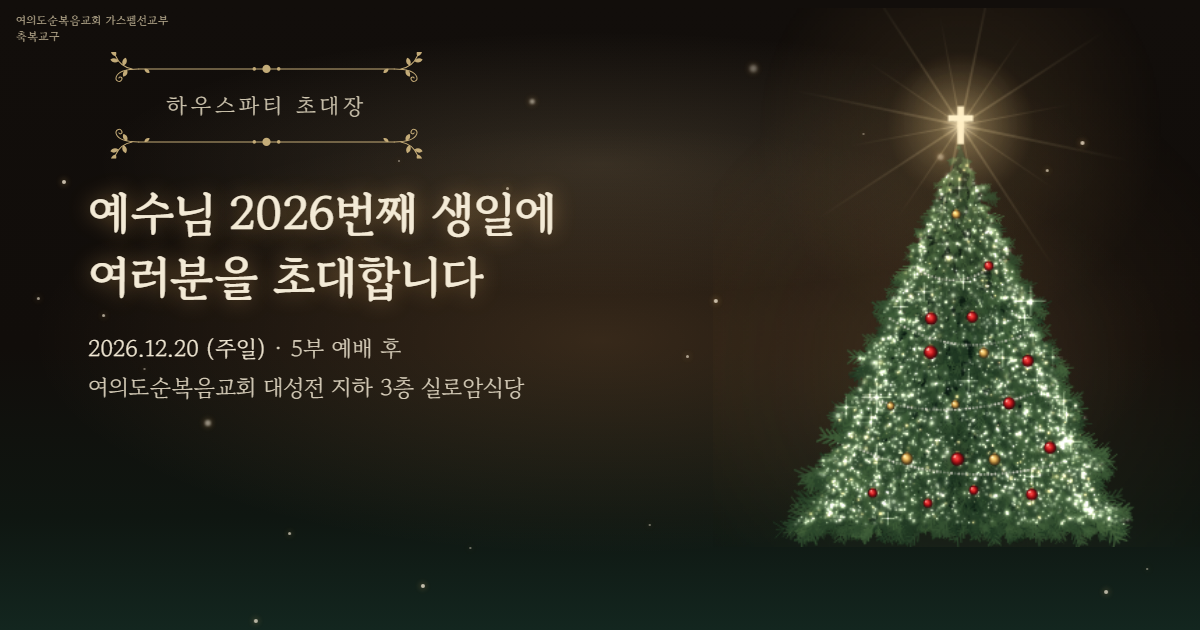 여의도순복음교회 가스펠선교부
축복교구
하우스파티 초대장
예수님 2026번째 생일에
여러분을 초대합니다
2026.12.20 (주일) · 5부 예배 후
여의도순복음교회 대성전 지하 3층 실로암식당